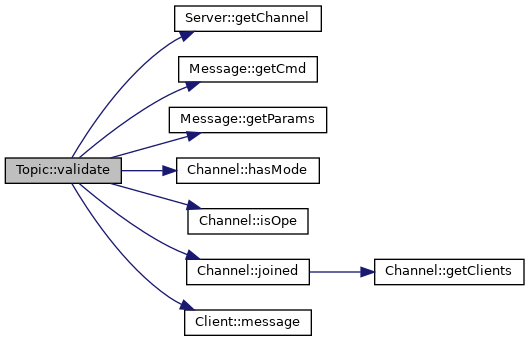 Server::getChannel
Message::getCmd
Message::getParams
Topic::validate
Channel::hasMode
Channel::isOpe
Channel::joined
Channel::getClients
Client::message